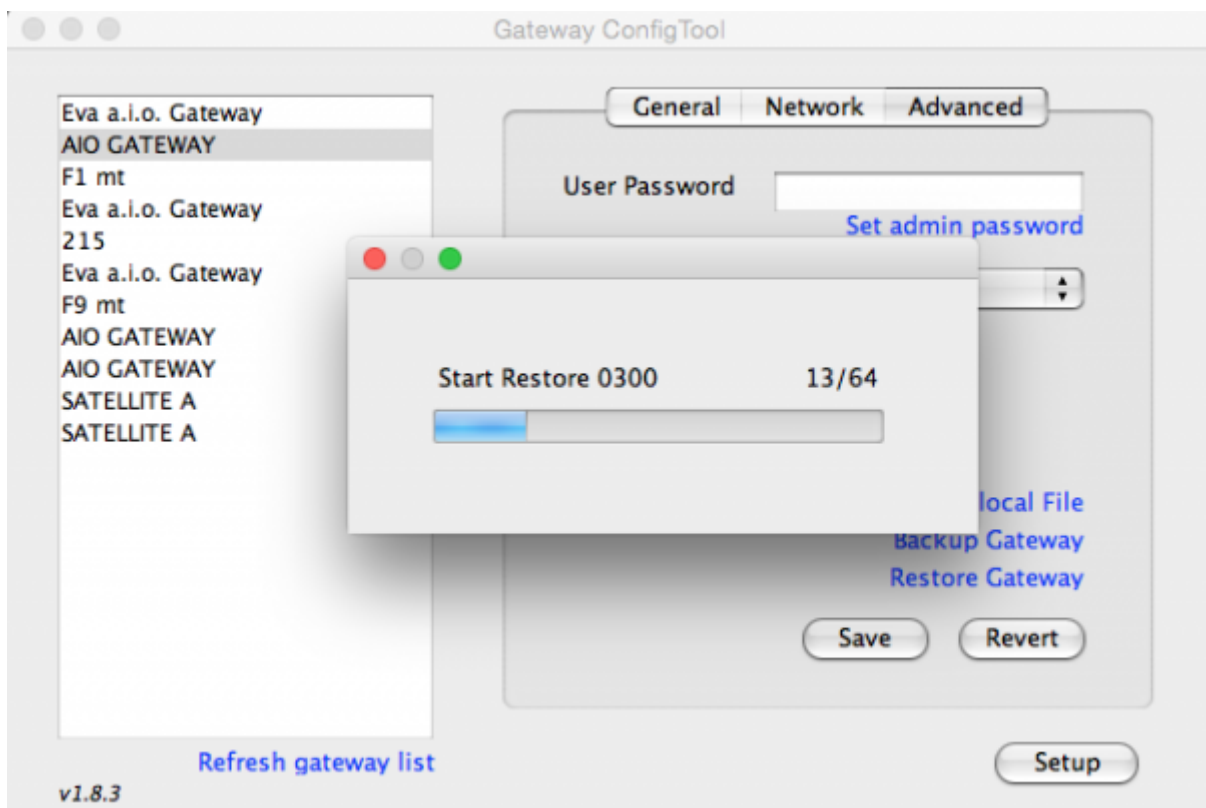 Gateway ConfigTool
Eva a.i.o. Gateway
AIO GATEWAY
F1 mt
Eva a.i.o. Gateway
215
Eva a.i.o. Gateway
F9 mt
AIO GATEWAY
AIO GATEWAY
SATELLITE A
SATELLITE A
Refresh gateway list
v1.8.3
General Network Advanced
User Password
Set admin password
Start Restore 0300 13/64
local File
Backup Gateway
Restore Gateway
Save Revert
Setup